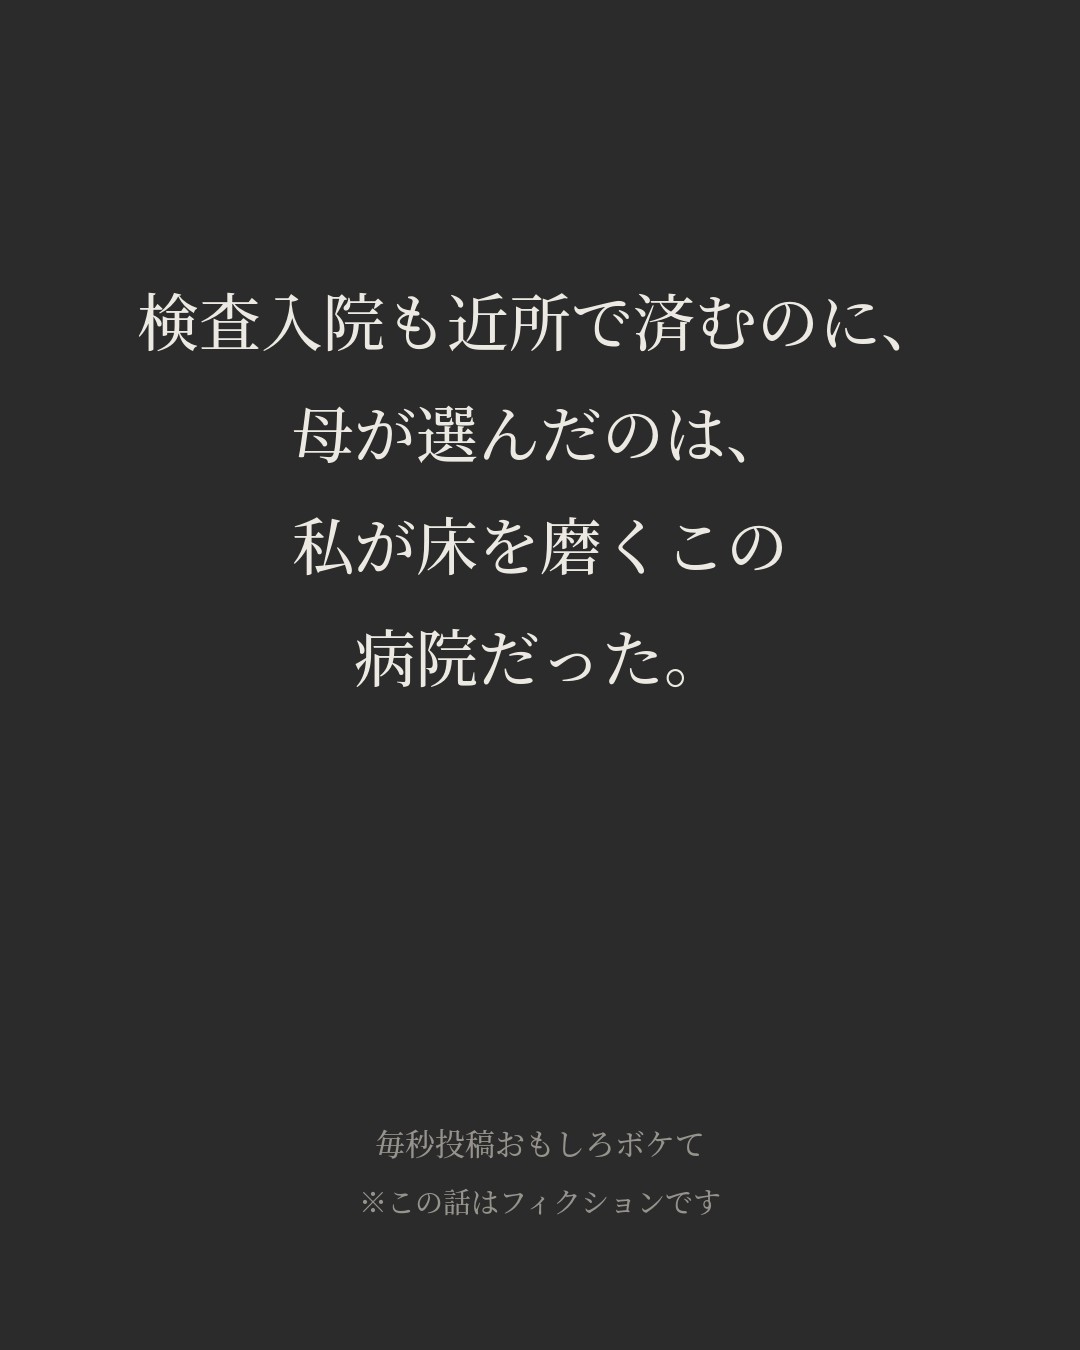 検査入院も近所で済むのに、
母が選んだのは、
私が床を磨くこの
病院だった。
毎秒投稿おもしろボケて
※この話はフィクションです